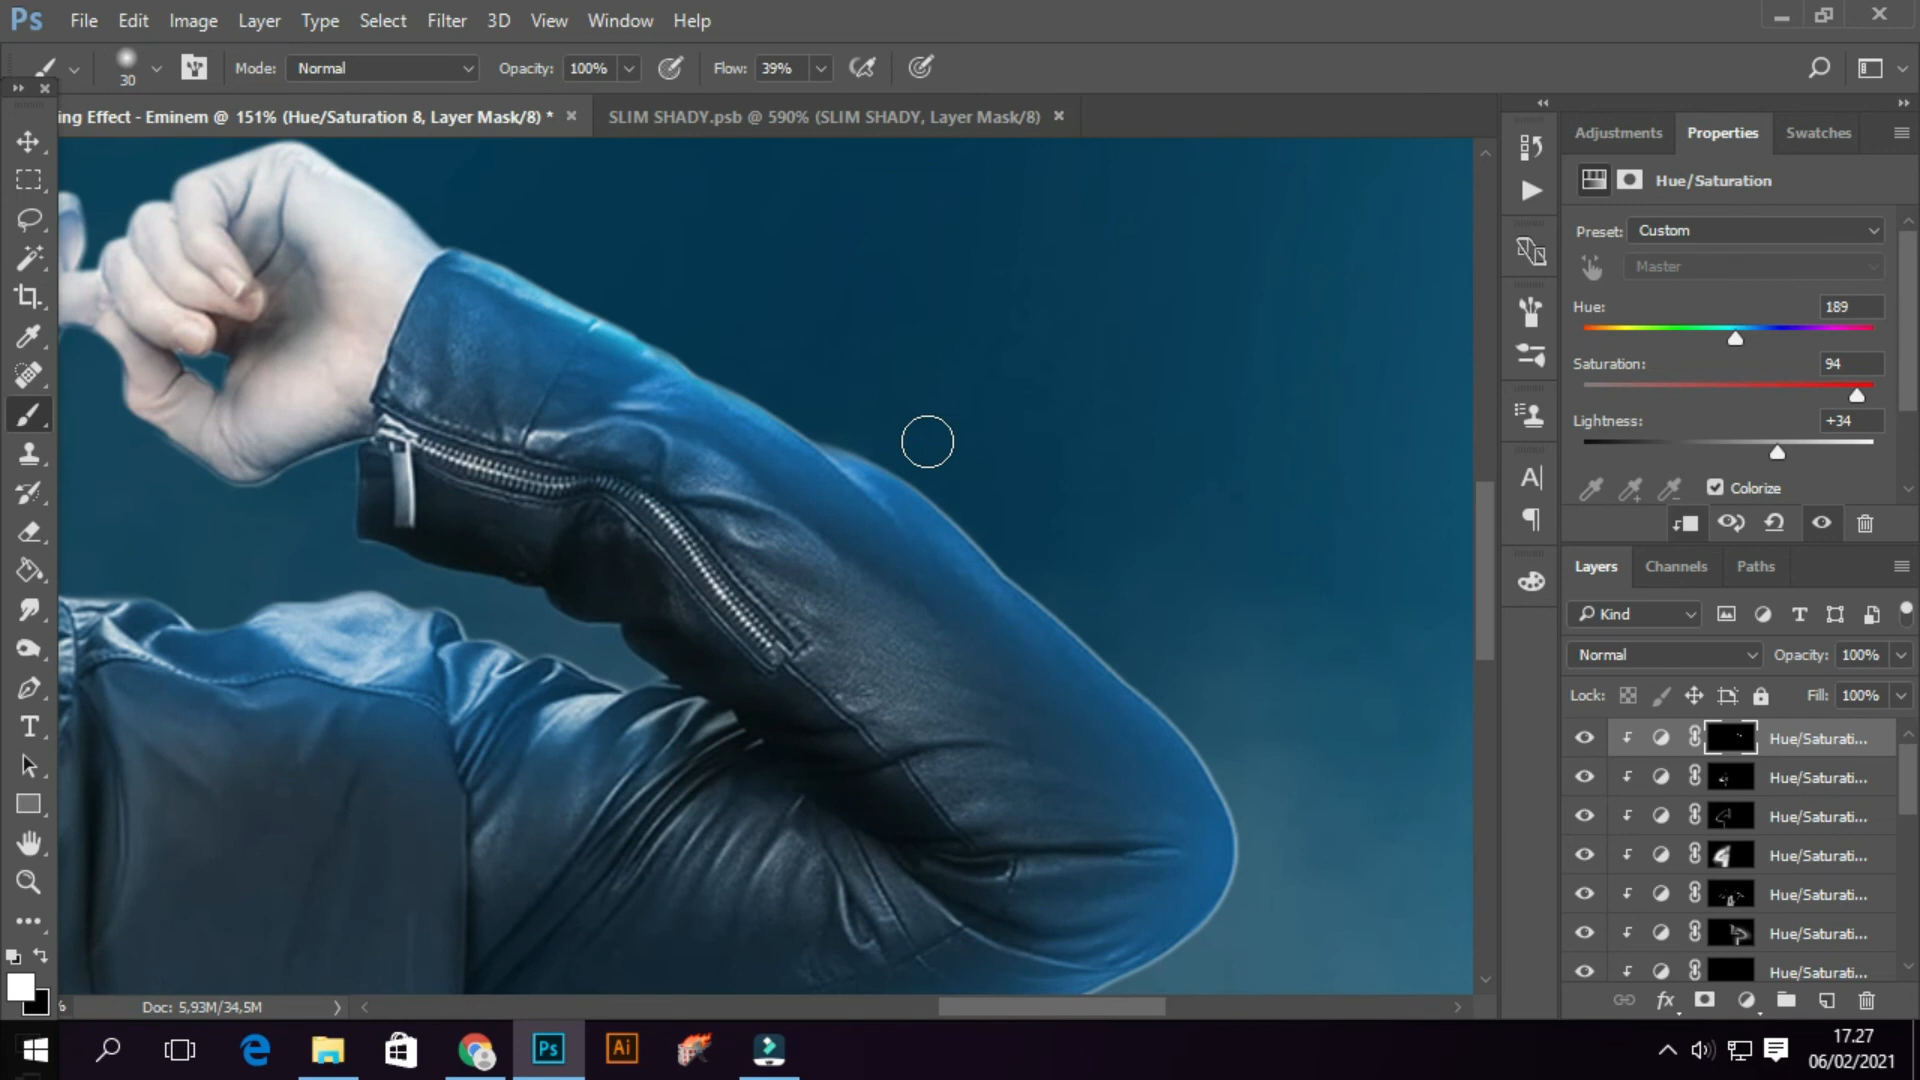 Ps File Edit Image Layer Type Select Filter 3D View Window Help
30 Mode: Normal Opacity: 100% Flow: 39%
ing Effect - Eminem @ 151% (Hue/Saturation 8, Layer Mask/8) * SLIM SHADY.psb @ 590% (SLIM SHADY, Layer Mask/8)
Adjustments Properties Swatches
Hue/Saturation
Preset: Custom
Master
Hue: 189
Saturation: 94
Lightness: +34
Colorize
Layers Channels Paths
Kind
Normal Opacity: 100%
Lock: Fill: 100%
Hue/Saturati...
Hue/Saturati...
Hue/Saturati...
Hue/Saturati...
Hue/Saturati...
Hue/Saturati...
Hue/Saturati...
% Doc: 5,93M/34,5M
fx
Ps Ai
17.27
06/02/2021